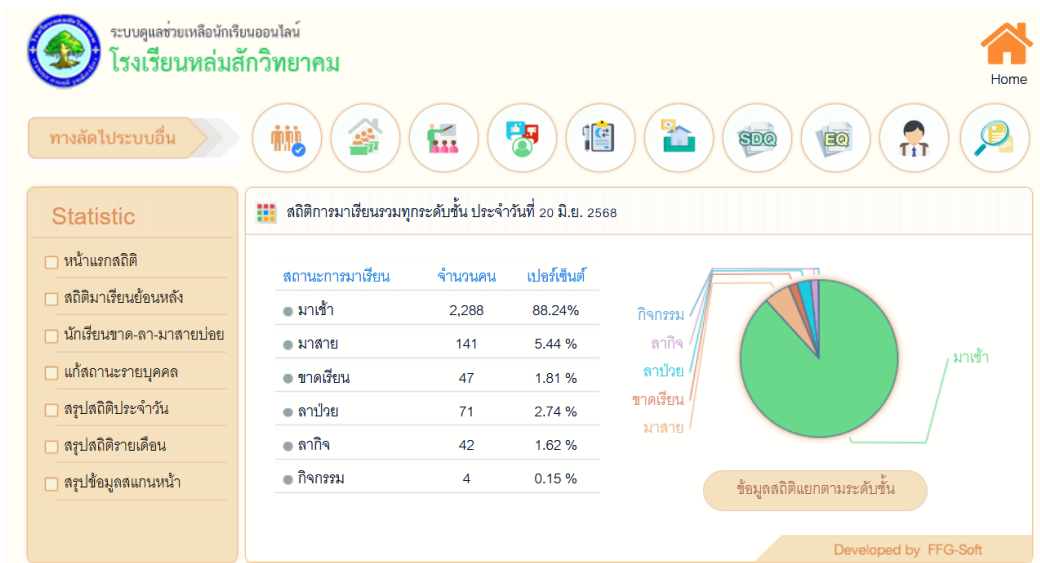 ระบบดูแลช่วยเหลือนักเรียนออนไลน์
โรงเรียนหล่มสักวิทยาคม
Home
ทางลัดไประบบอื่น
SDQ
EQ
Statistic
หน้าแรกสถิติ
สถิติมาเรียนย้อนหลัง
นักเรียนขาด-ลา-มาสายบ่อย
แก้สถานะรายบุคคล
สรุปสถิติประจำวัน
สรุปสถิติรายเดือน
สรุปข้อมูลสแกนหน้า
สถิติการมาเรียนรวมทุกระดับชั้น ประจำวันที่ 20 มิ.ย. 2568
สถานะการมาเรียน จำนวนคน เปอร์เซ็นต์
มาเช้า 2,288 88.24%
มาสาย 141 5.44 %
ขาดเรียน 47 1.81 %
ลาป่วย 71 2.74 %
ลากิจ 42 1.62 %
กิจกรรม 4 0.15 %
กิจกรรม
ลากิจ
ลาป่วย
ขาดเรียน
มาสาย
มาเช้า
ข้อมูลสถิติแยกตามระดับชั้น
Developed by FFG-Soft